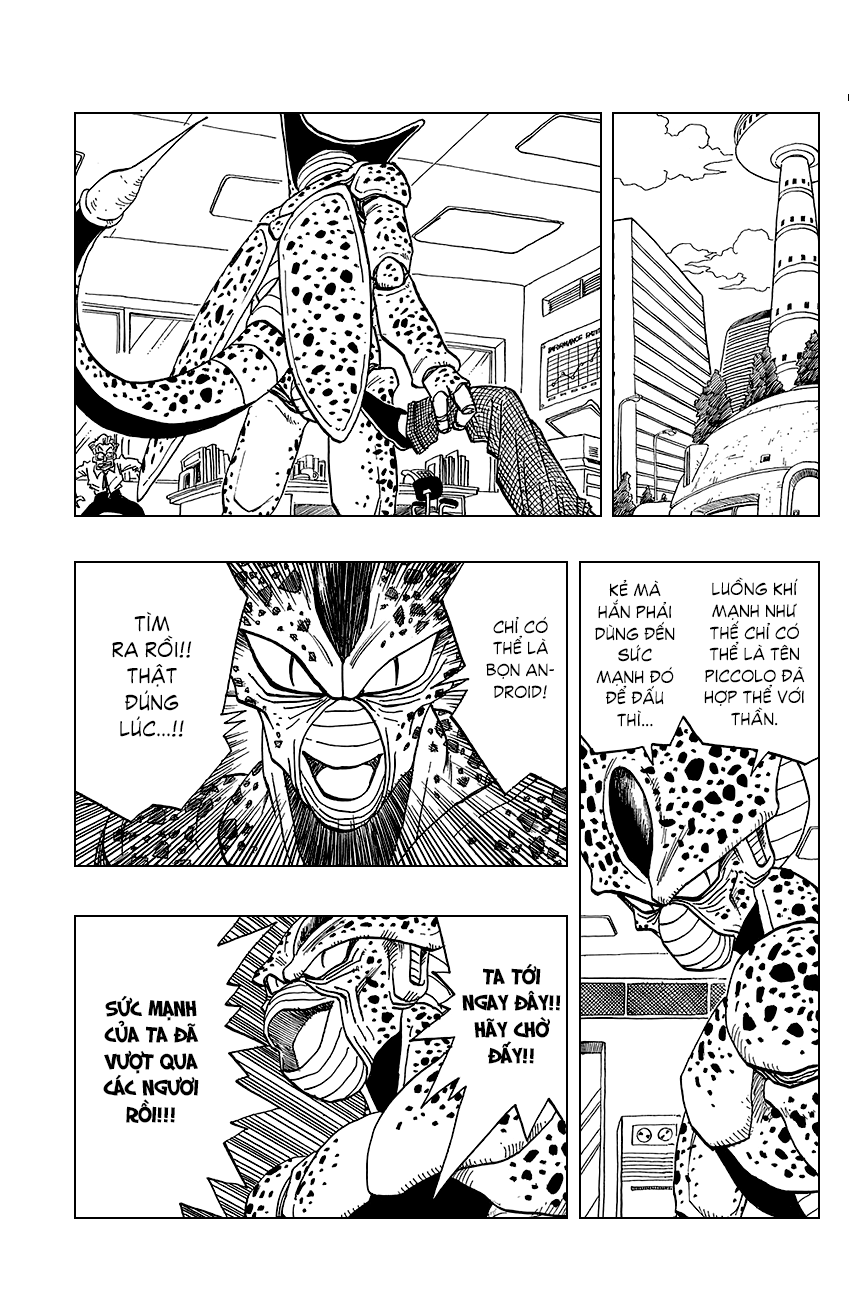 INFORMANCE RATE
LUỒNG KHÍ
MẠNH NHƯ
THẾ CHỈ CÓ
THỂ LÀ TÊN
PICCOLO ĐÃ
HỢP THỂ VỚI
THẦN.
KẺ MÀ
HẮN PHẢI
DÙNG ĐẾN
SỨC
MẠNH ĐÓ
ĐỂ ĐẤU
THÌ...
CHỈ CÓ
THỂ LÀ
BỌN AN-
DROID!
TÌM
RA RỒI!!
THẬT
ĐÚNG
LÚC...!!
TA TỚI
NGAY ĐÂY!!
HÃY CHỜ
ĐẤY!!
SỨC MẠNH
CỦA TA ĐÃ
VƯỢT QUA
CÁC NGƯƠI
RỒI!!!